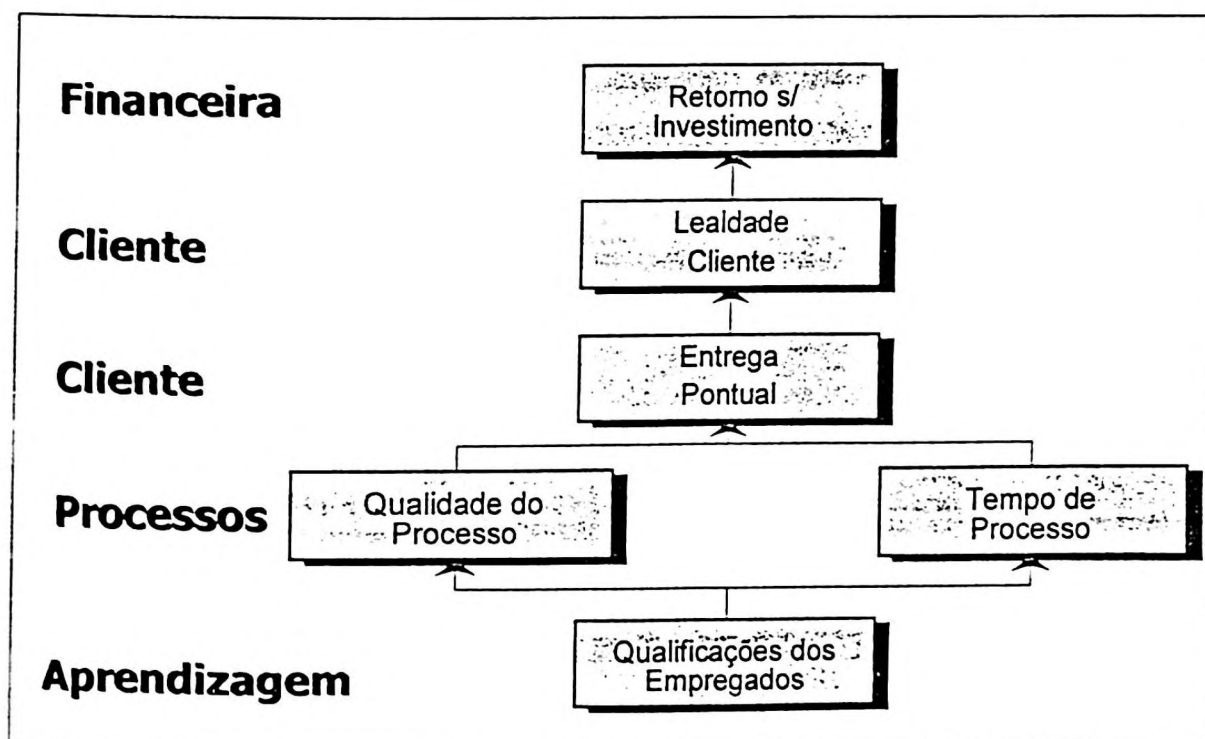 Financeira
Retorno s/
Investimento
Cliente
Lealdade
Cliente
Cliente
Entrega
Pontual
Processos
Qualidade do
Processo
Tempo de
Processo
Aprendizagem
Qualificações dos
Empregados